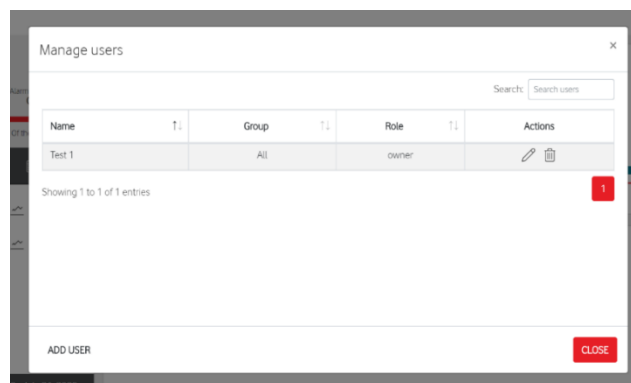 Manage users
×
Search: Search users
Name Group Role Actions
Test 1 All owner
Showing 1 to 1 of 1 entries
1
ADD USER
CLOSE